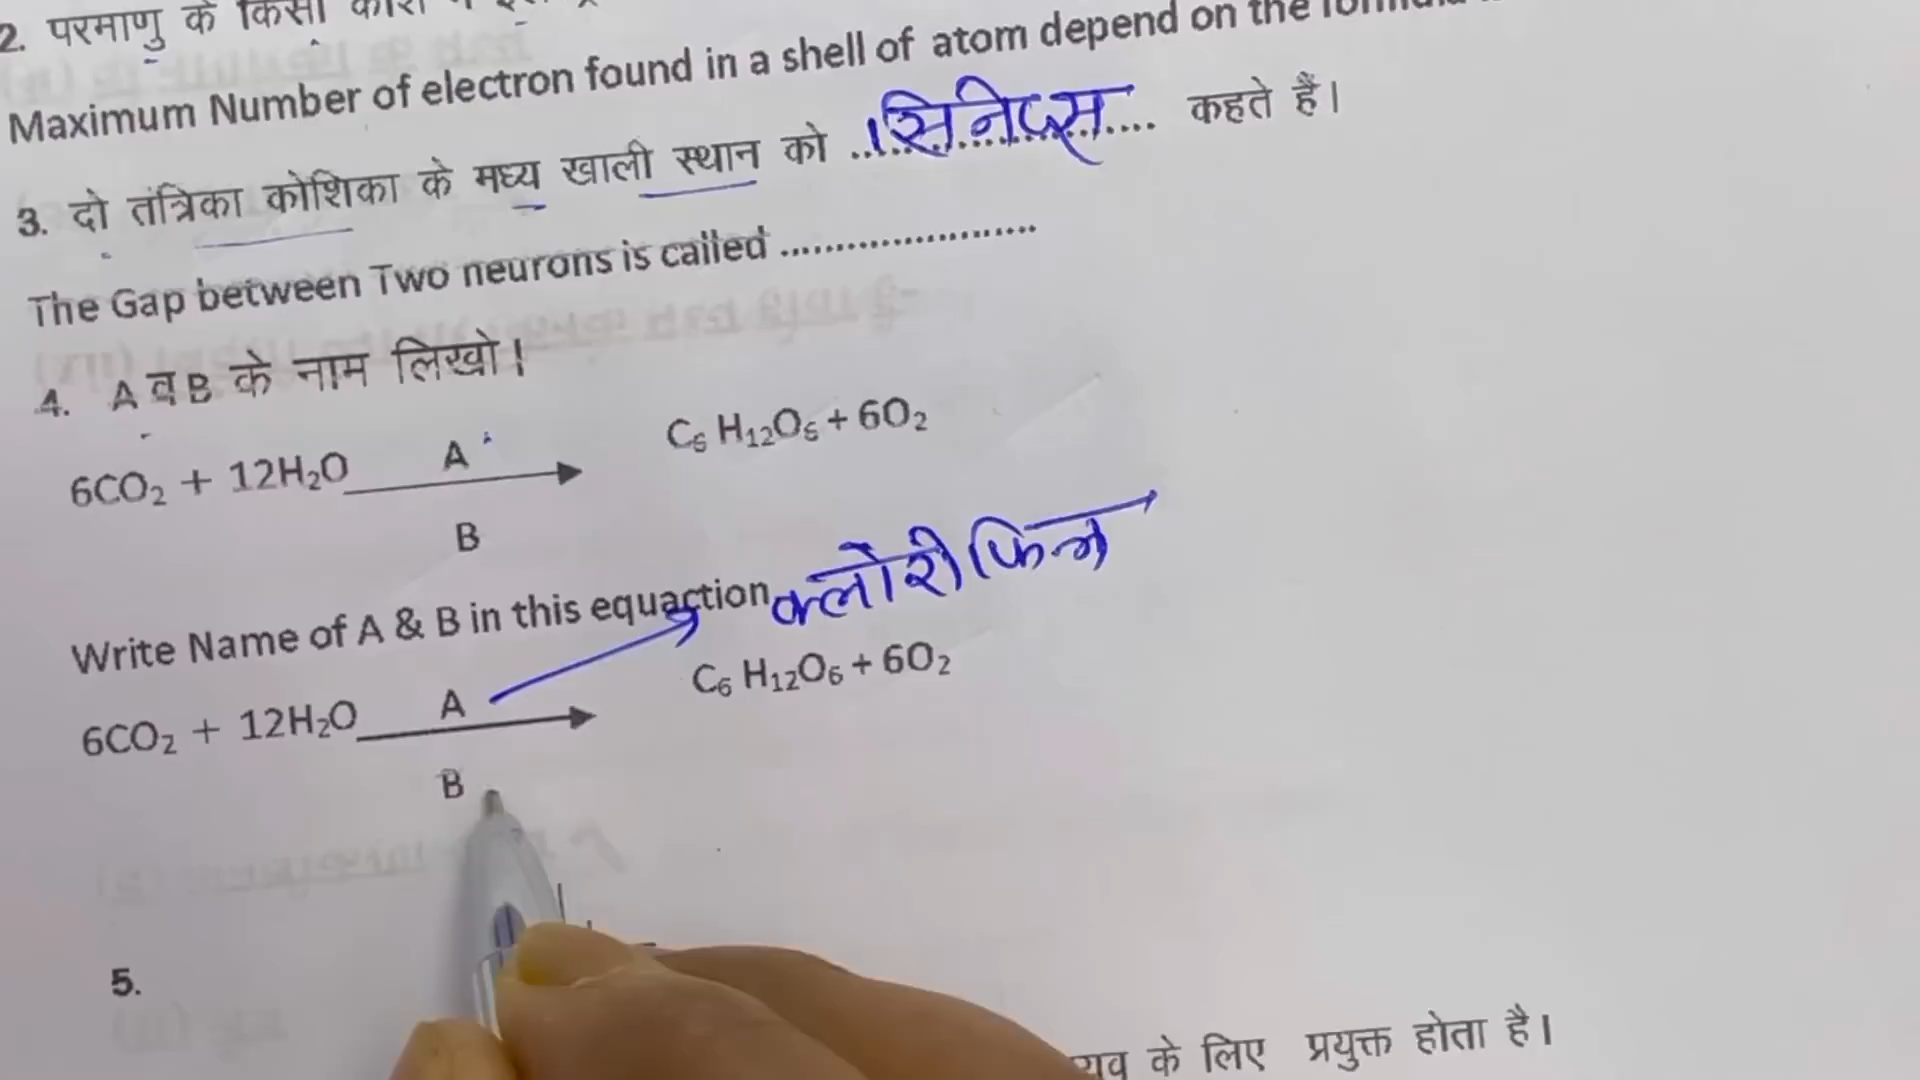 2. परमाणु के किसी
Maximum Number of electron found in a shell of atom depend on the
3. दो तंत्रिका कोशिका के मध्य खाली स्थान को .......सिनेप्स....... कहते हैं।
The Gap between Two neurons is called .......................
4. A व B के नाम लिखो।
6CO₂ + 12H₂O A C₆ H₁₂O₆ + 6O₂
B
Write Name of A & B in this equaction क्लोरोफिल
6CO₂ + 12H₂O A C₆ H₁₂O₆ + 6O₂
B
5.
के लिए प्रयुक्त होता है।